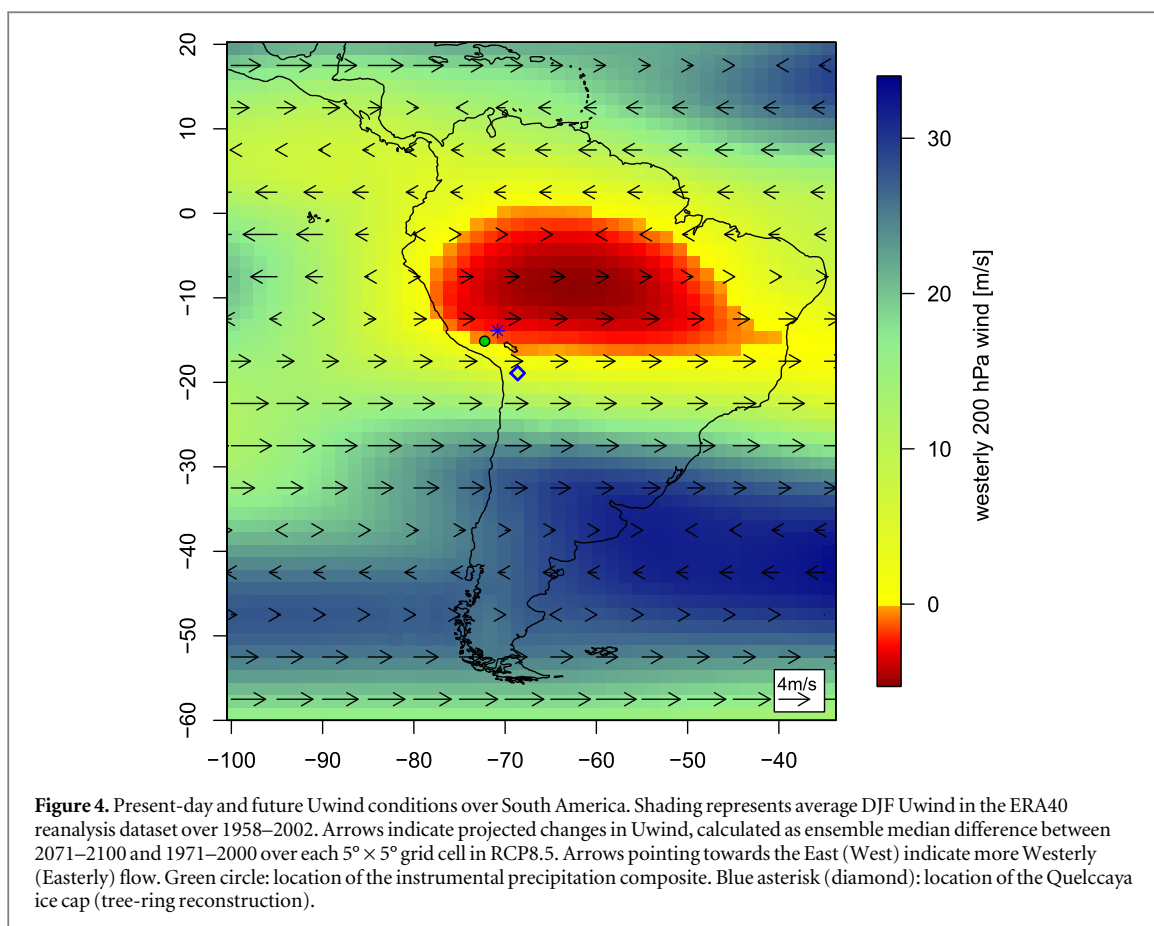 20
10
0
−10
−20
−30
−40
−50
−60
4m/s
−100 −90 −80 −70 −60 −50 −40
30
20
10
0
westerly 200 hPa wind [m/s]
Figure 4. Present-day and future Uwind conditions over South America. Shading represents average DJF Uwind in the ERA40
reanalysis dataset over 1958–2002. Arrows indicate projected changes in Uwind, calculated as ensemble median difference between
2071–2100 and 1971–2000 over each 5° × 5° grid cell in RCP8.5. Arrows pointing towards the East (West) indicate more Westerly
(Easterly) flow. Green circle: location of the instrumental precipitation composite. Blue asterisk (diamond): location of the Quelccaya
ice cap (tree-ring reconstruction).